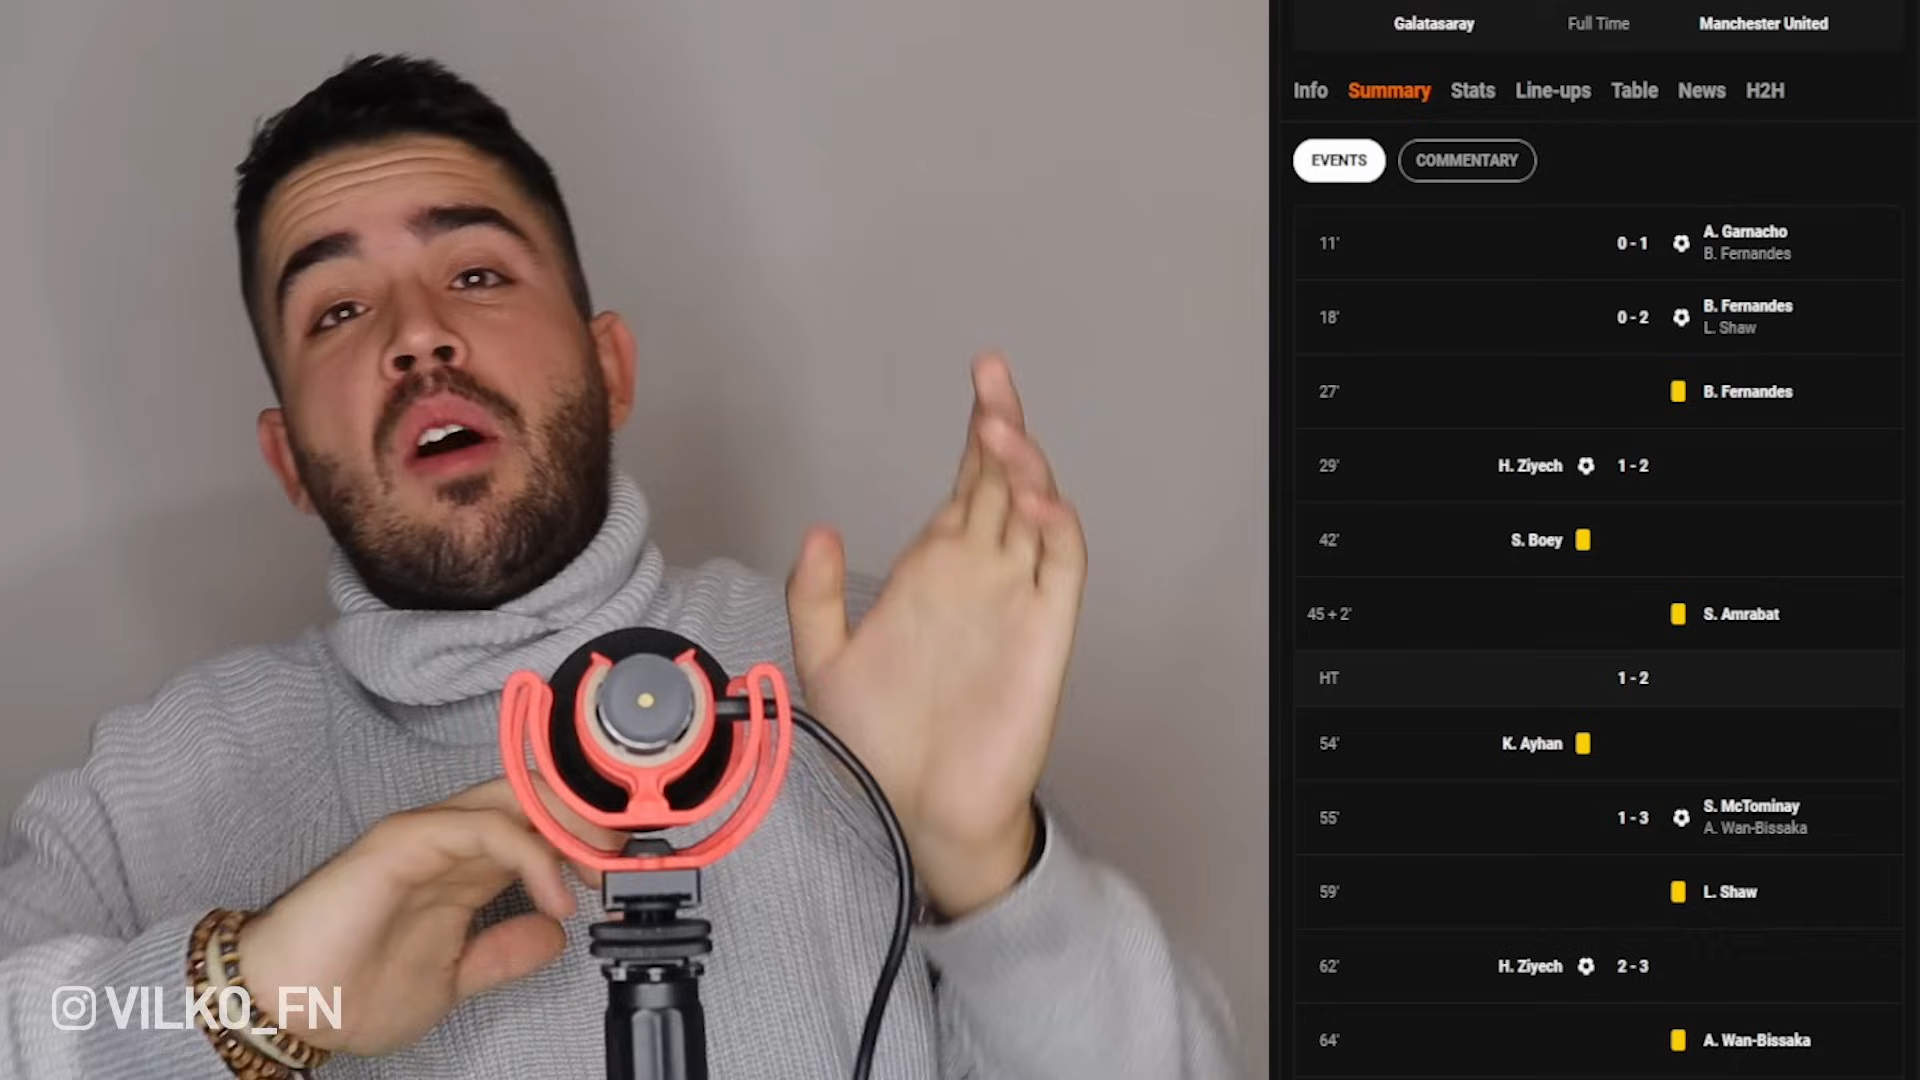 Galatasaray Full Time Manchester United
Info Summary Stats Line-ups Table News H2H
EVENTS COMMENTARY
11' 0 - 1 A. Garnacho
B. Fernandes
18' 0 - 2 B. Fernandes
L. Shaw
27' B. Fernandes
29' H. Ziyech 1 - 2
42' S. Boey
45 + 2' S. Amrabat
HT 1 - 2
54' K. Ayhan
55' 1 - 3 S. McTominay
A. Wan-Bissaka
59' L. Shaw
62' H. Ziyech 2 - 3
64' A. Wan-Bissaka
VILKO_FN